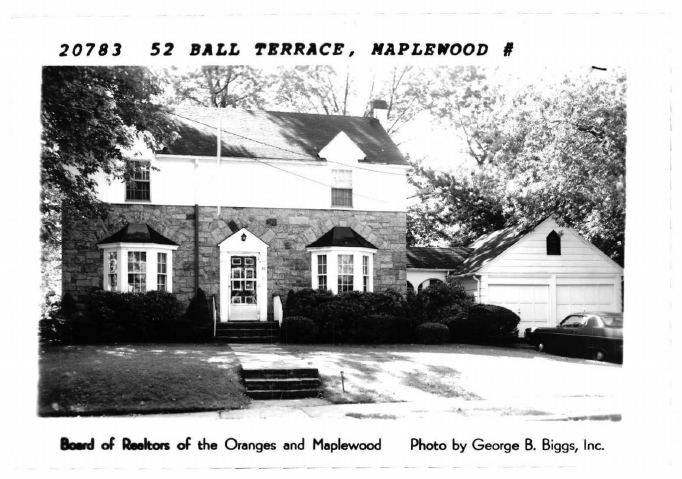 20783 52 BALL TERRACE, MAPLEWOOD #
Board of Realtors of the Oranges and Maplewood Photo by George B. Biggs, Inc.